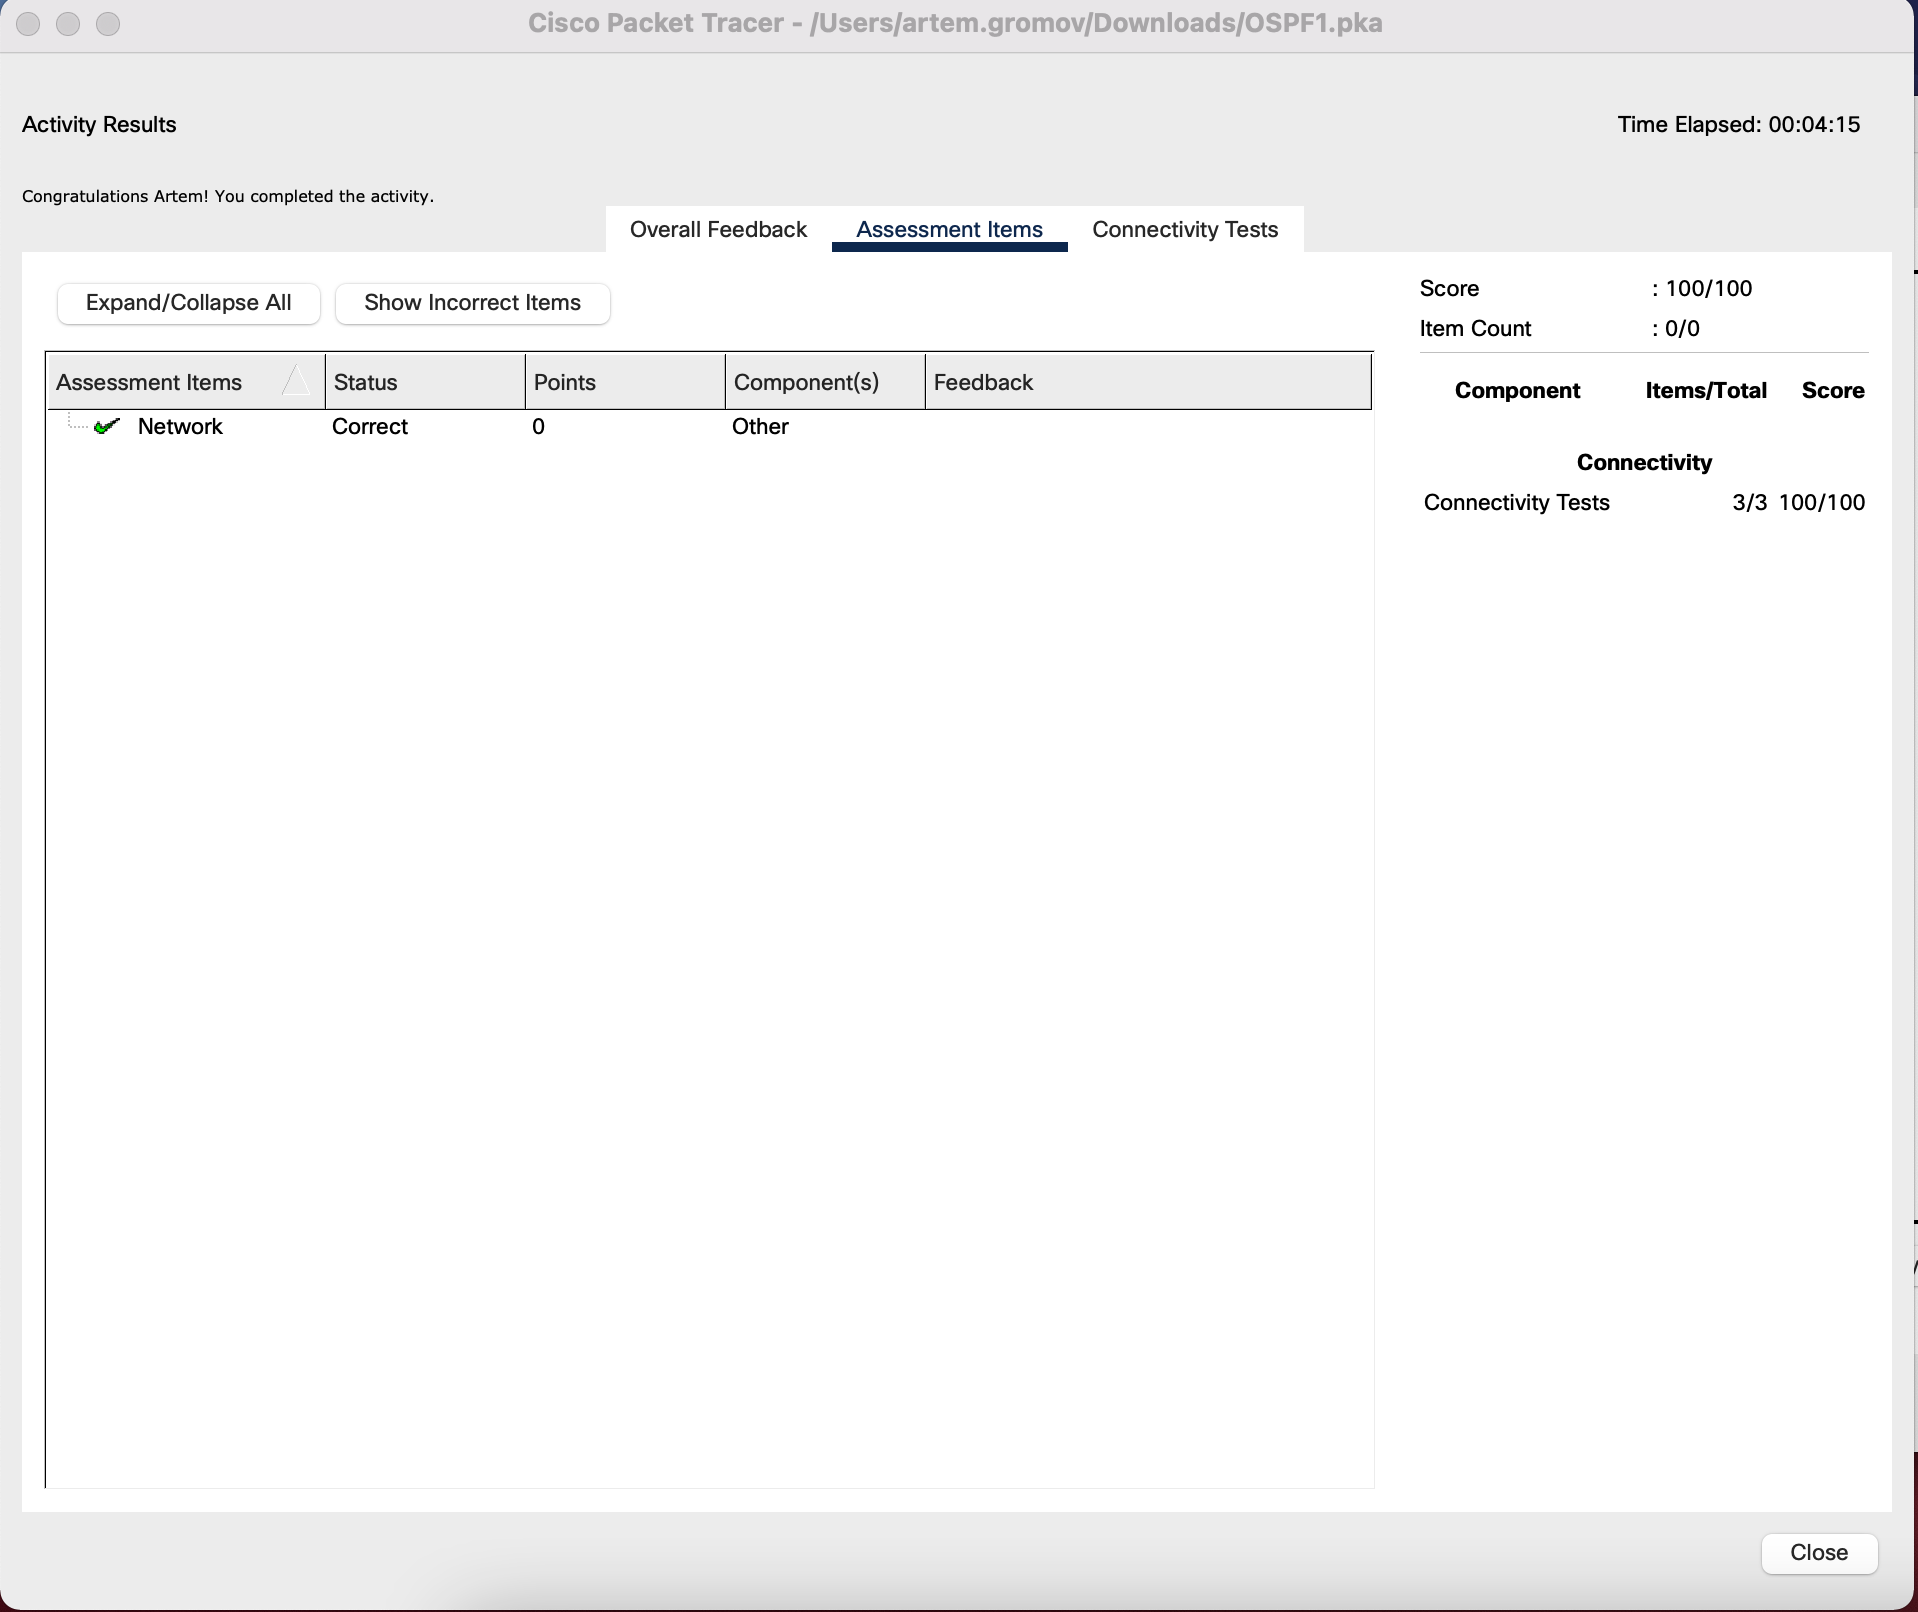 Cisco Packet Tracer - /Users/artem.gromov/Downloads/OSPF1.pka
Activity Results
Time Elapsed: 00:04:15
Congratulations Artem! You completed the activity.
Overall Feedback
Assessment Items
Connectivity Tests
Expand/Collapse All
Show Incorrect Items
Score : 100/100
Item Count : 0/0
Assessment Items Status Points Component(s) Feedback
Network Correct 0 Other
Component Items/Total Score
Connectivity
Connectivity Tests 3/3 100/100
Close